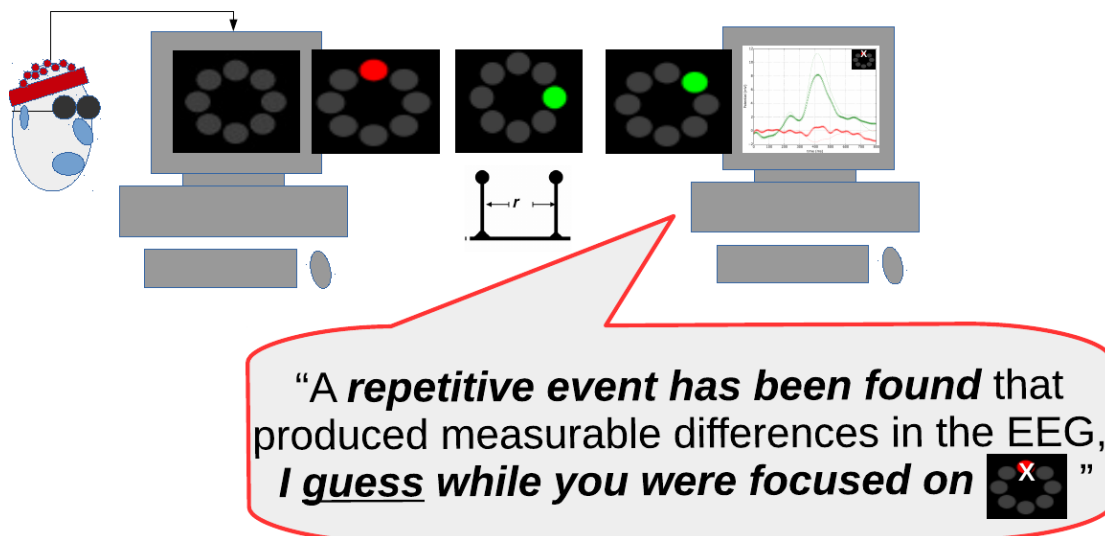 X
r
“A repetitive event has been found that
produced measurable differences in the EEG,
I guess while you were focused on X ”